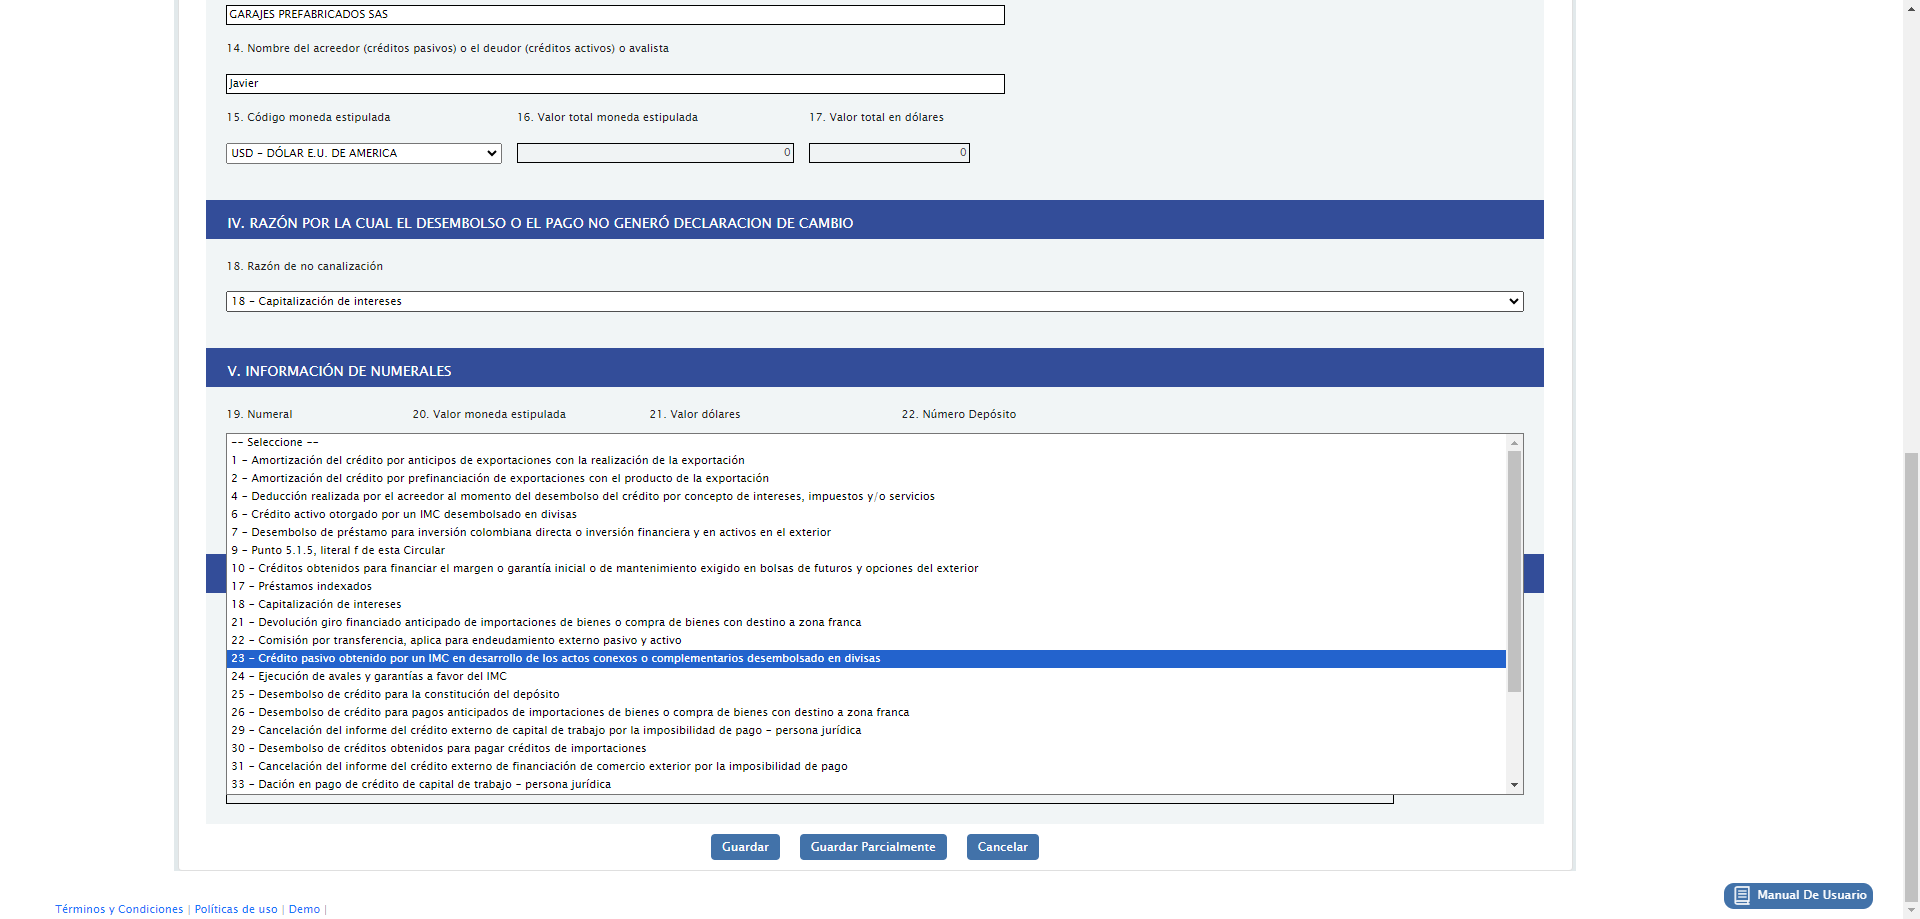 GARAJES PREFABRICADOS SAS
14. Nombre del acreedor (créditos pasivos) o el deudor (créditos activos) o avalista
Javier
15. Código moneda estipulada 16. Valor total moneda estipulada 17. Valor total en dólares
USD - DÓLAR E.U. DE AMERICA 0 0
IV. RAZÓN POR LA CUAL EL DESEMBOLSO O EL PAGO NO GENERÓ DECLARACION DE CAMBIO
18. Razón de no canalización
18 - Capitalización de intereses
V. INFORMACIÓN DE NUMERALES
19. Numeral 20. Valor moneda estipulada 21. Valor dólares 22. Número Depósito
-- Seleccione --
1 - Amortización del crédito por anticipos de exportaciones con la realización de la exportación
2 - Amortización del crédito por prefinanciación de exportaciones con el producto de la exportación
4 - Deducción realizada por el acreedor al momento del desembolso del crédito por concepto de intereses, impuestos y/o servicios
6 - Crédito activo otorgado por un IMC desembolsado en divisas
7 - Desembolso de préstamo para inversión colombiana directa o inversión financiera y en activos en el exterior
9 - Punto 5.1.5, literal f de esta Circular
10 - Créditos obtenidos para financiar el margen o garantía inicial o de mantenimiento exigido en bolsas de futuros y opciones del exterior
17 - Préstamos indexados
18 - Capitalización de intereses
21 - Devolución giro financiado anticipado de importaciones de bienes o compra de bienes con destino a zona franca
22 - Comisión por transferencia, aplica para endeudamiento externo pasivo y activo
23 - Crédito pasivo obtenido por un IMC en desarrollo de los actos conexos o complementarios desembolsado en divisas
24 - Ejecución de avales y garantías a favor del IMC
25 - Desembolso de crédito para la constitución del depósito
26 - Desembolso de crédito para pagos anticipados de importaciones de bienes o compra de bienes con destino a zona franca
29 - Cancelación del informe del crédito externo de capital de trabajo por la imposibilidad de pago - persona jurídica
30 - Desembolso de créditos obtenidos para pagar créditos de importaciones
31 - Cancelación del informe del crédito externo de financiación de comercio exterior por la imposibilidad de pago
33 - Dación en pago de crédito de capital de trabajo - persona jurídica
Guardar Guardar Parcialmente Cancelar
Manual De Usuario
Términos y Condiciones | Políticas de uso | Demo |